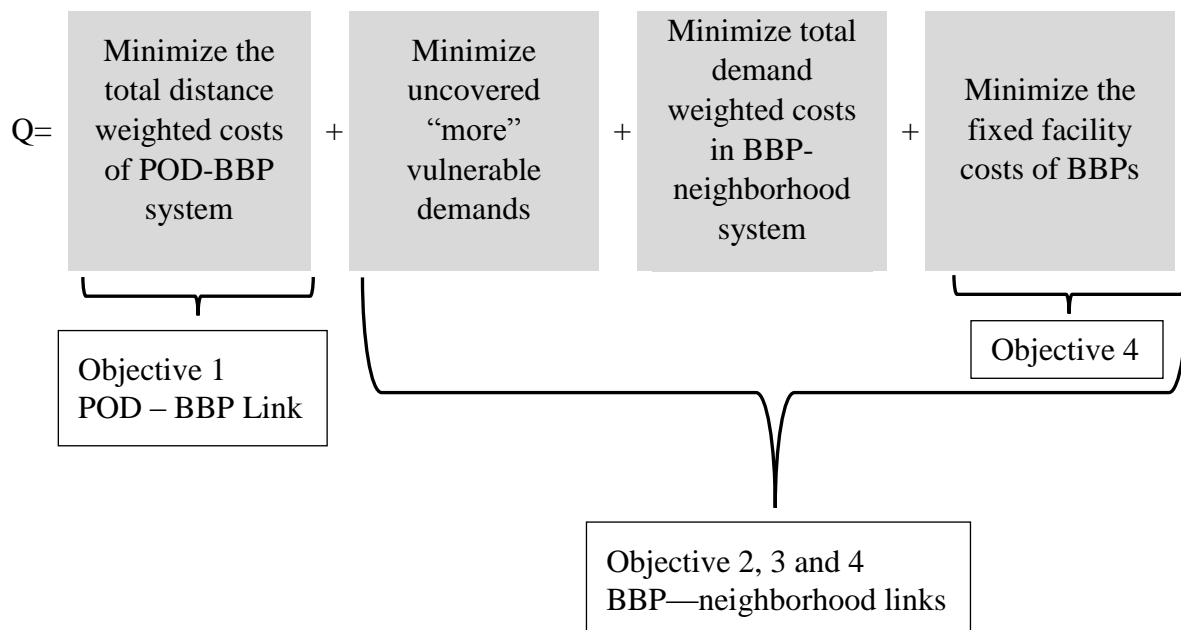 Q=
Minimize the
total distance
weighted costs
of POD-BBP
system
+
Minimize
uncovered
“more”
vulnerable
demands
+
Minimize total
demand
weighted costs
in BBP-
neighborhood
system
+
Minimize the
fixed facility
costs of BBPs
Objective 1
POD – BBP Link
Objective 4
Objective 2, 3 and 4
BBP—neighborhood links